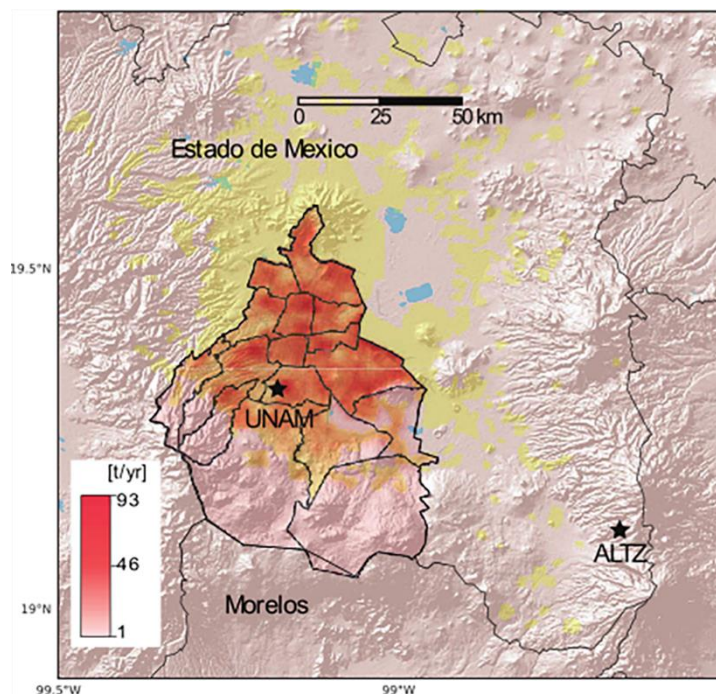 0 25 50 km
Estado de Mexico
19.5°N
UNAM
[t/yr]
93
46
1
ALTZ
19°N
Morelos
99.5°W 99°W